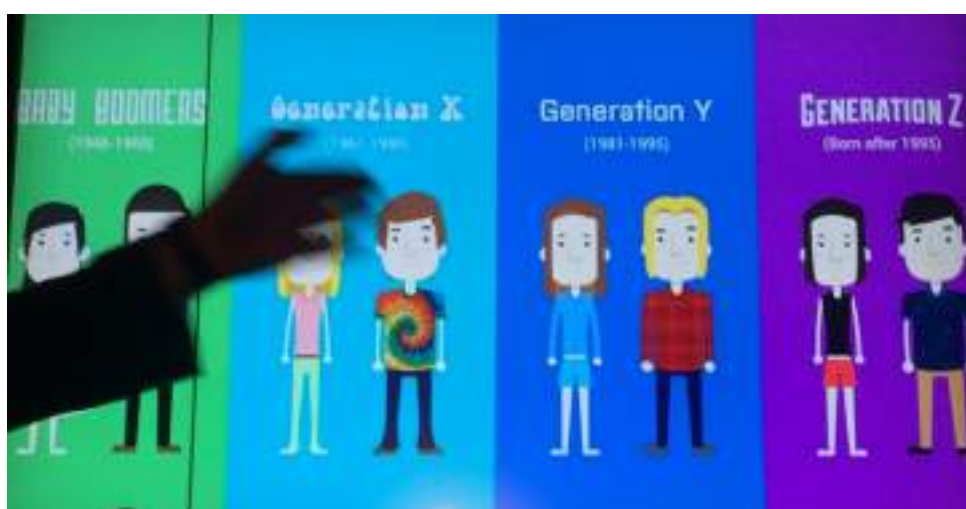 BABY BOOMERS
Generation X
Generation Y
(1981-1995)
GENERATION Z
(Born after 1995)